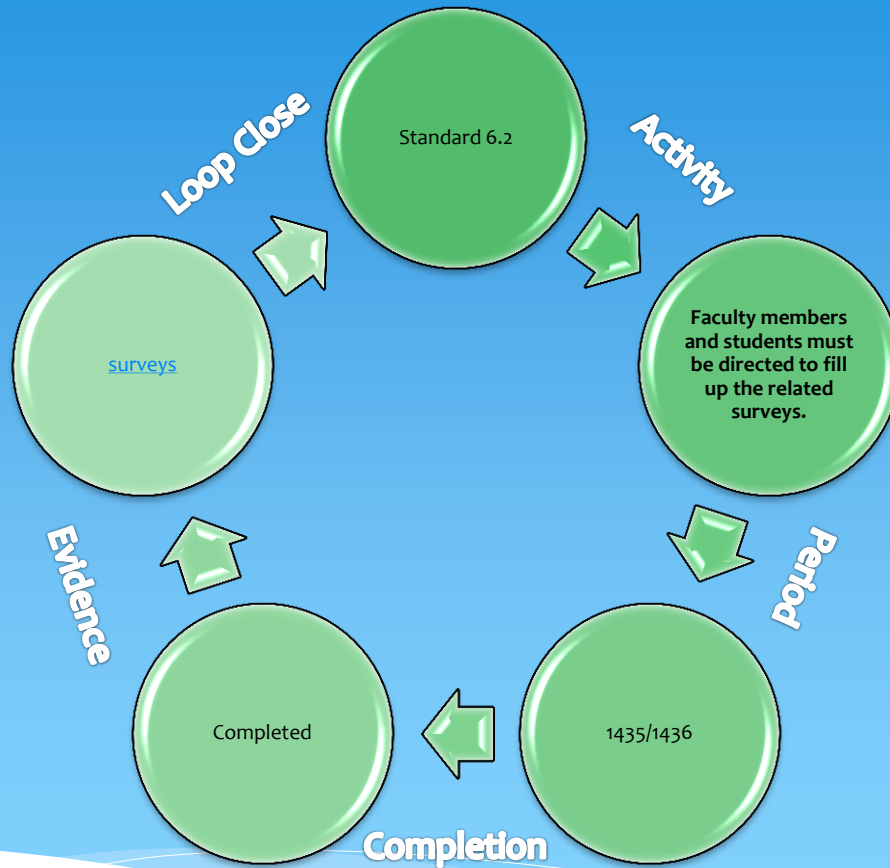 Standard 6.2
Activity
Faculty members
and students must
be directed to fill
up the related
surveys.
Period
1435/1436
Completion
Completed
Evidence
surveys
Loop Close